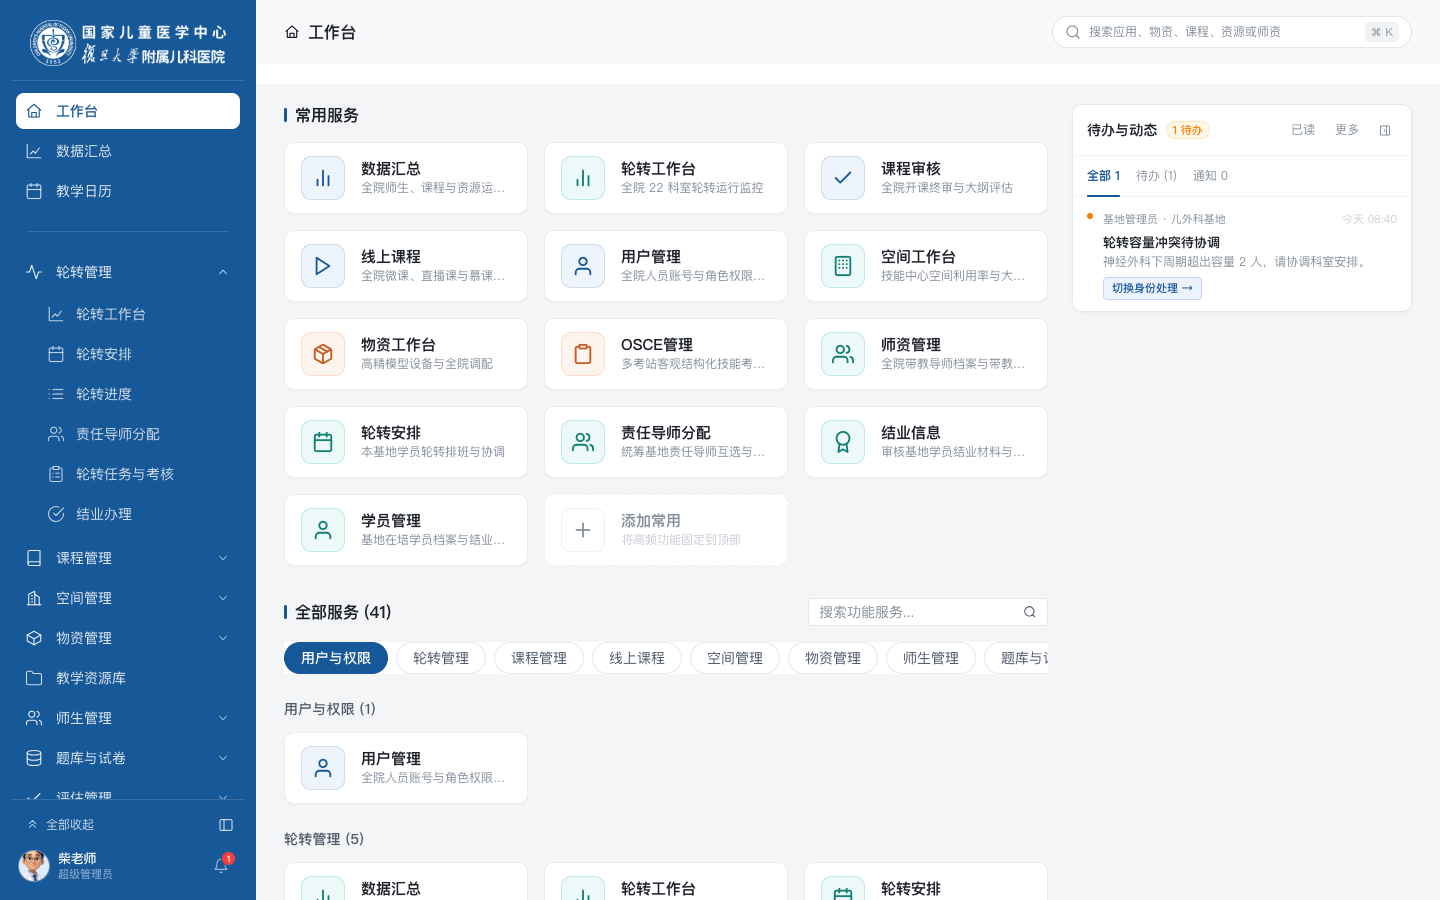 国家儿童医学中心
復旦大学附属儿科医院
工作台
数据汇总
教学日历
轮转管理
轮转工作台
轮转安排
轮转进度
责任导师分配
轮转任务与考核
结业办理
课程管理
空间管理
物资管理
教学资源库
师生管理
题库与试卷
评估管理
全部收起
柴老师
超级管理员
1
工作台
搜索应用、物资、课程、资源或师资
⌘ K
常用服务
数据汇总
全院师生、课程与资源运...
轮转工作台
全院 22 科室轮转运行监控
课程审核
全院开课终审与大纲评估
线上课程
全院微课、直播课与慕课...
用户管理
全院人员账号与角色权限...
空间工作台
技能中心空间利用率与大...
物资工作台
高精模型设备与全院调配
OSCE管理
多考站客观结构化技能考...
师资管理
全院带教导师档案与带教...
轮转安排
本基地学员轮转排班与协调
责任导师分配
统筹基地责任导师互选与...
结业信息
审核基地学员结业材料与...
学员管理
基地在培学员档案与结业...
添加常用
将高频功能固定到顶部
全部服务 (41)
搜索功能服务...
用户与权限
轮转管理
课程管理
线上课程
空间管理
物资管理
师生管理
题库与
用户与权限 (1)
用户管理
全院人员账号与角色权限...
轮转管理 (5)
数据汇总
轮转工作台
轮转安排
待办与动态
1 待办
已读
更多
全部 1
待办 (1)
通知 0
基地管理员 · 儿外科基地
今天 08:40
轮转容量冲突待协调
神经外科下周期超出容量 2 人，请协调科室安排。
切换身份处理 →